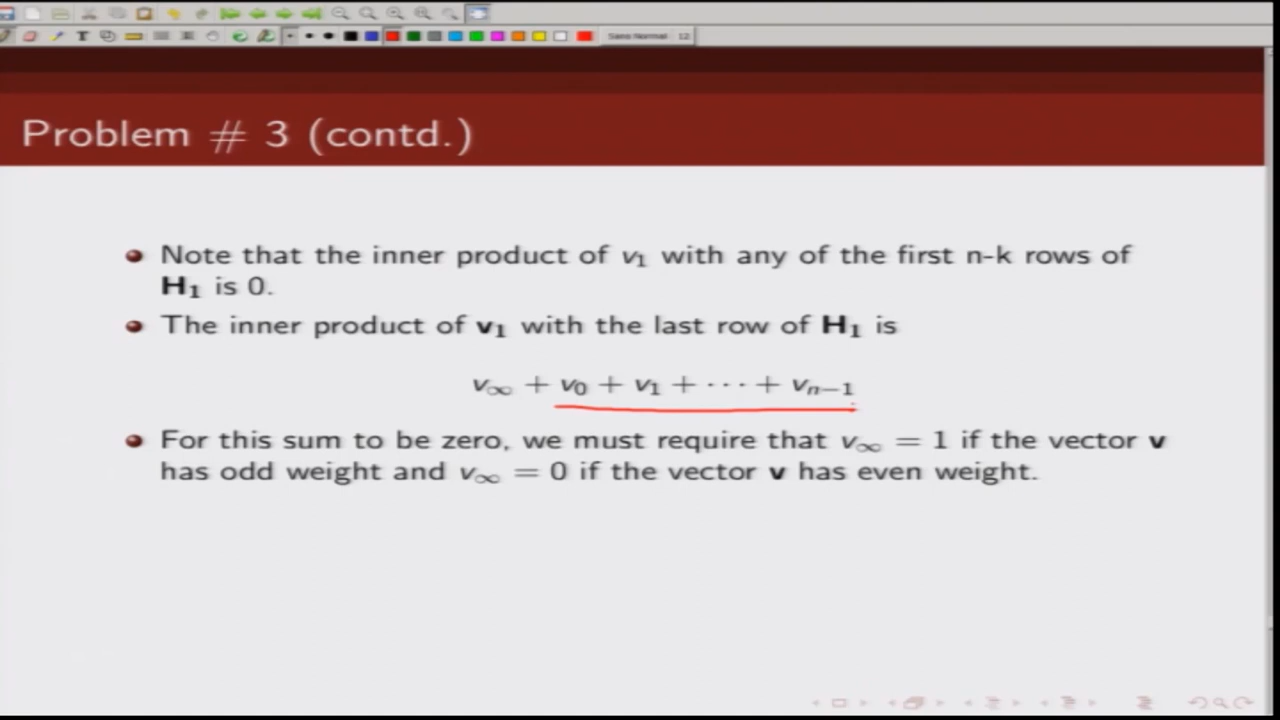 Sans Normal 12
Problem # 3 (contd.)
Note that the inner product of v₁ with any of the first n-k rows of
H₁ is 0.
The inner product of v₁ with the last row of H₁ is
v∞ + v₀ + v₁ + ··· + vₙ₋₁
For this sum to be zero, we must require that v∞ = 1 if the vector v
has odd weight and v∞ = 0 if the vector v has even weight.